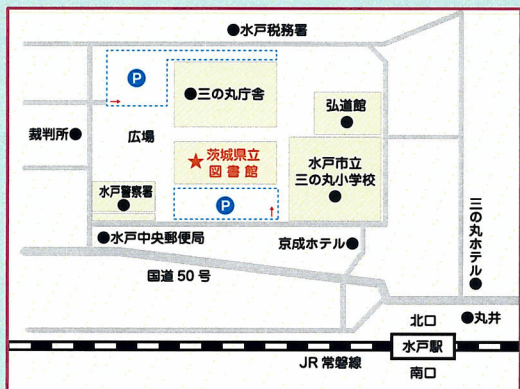 ●水戸税務署
P
●三の丸庁舎
弘道館
裁判所●
広場
★茨城県立
図書館
水戸市立
三の丸小学校
水戸警察署
P
三の丸ホテル●
●水戸中央郵便局
京成ホテル●
国道50号
北口
●丸井
水戸駅
JR常磐線
南口